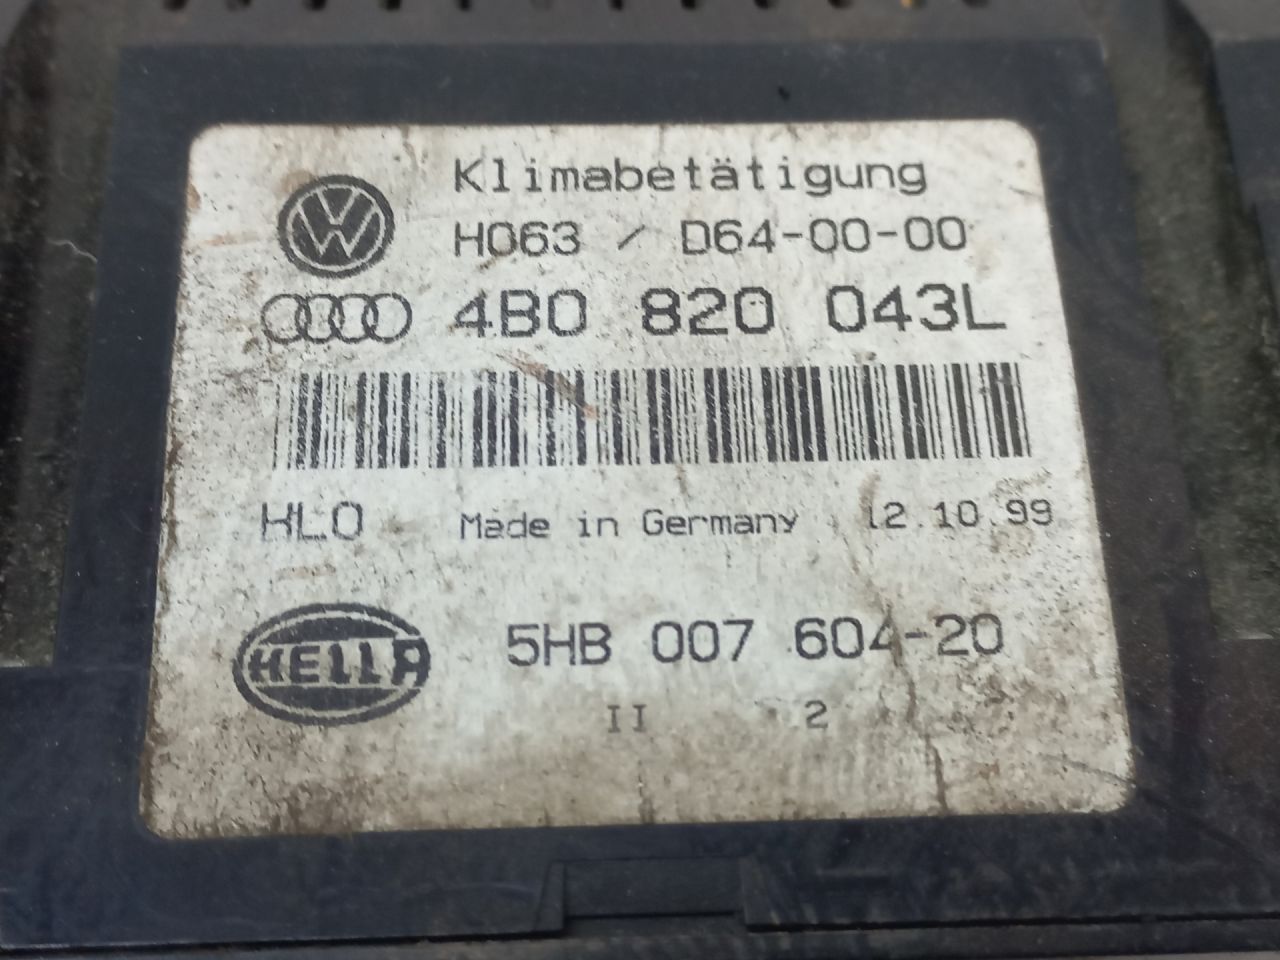 Klimabetätigung
H063 / D64-00-00
4B0 820 043L
HLO Made in Germany 12.10.99
HELLA 5HB 007 604-20
II 2